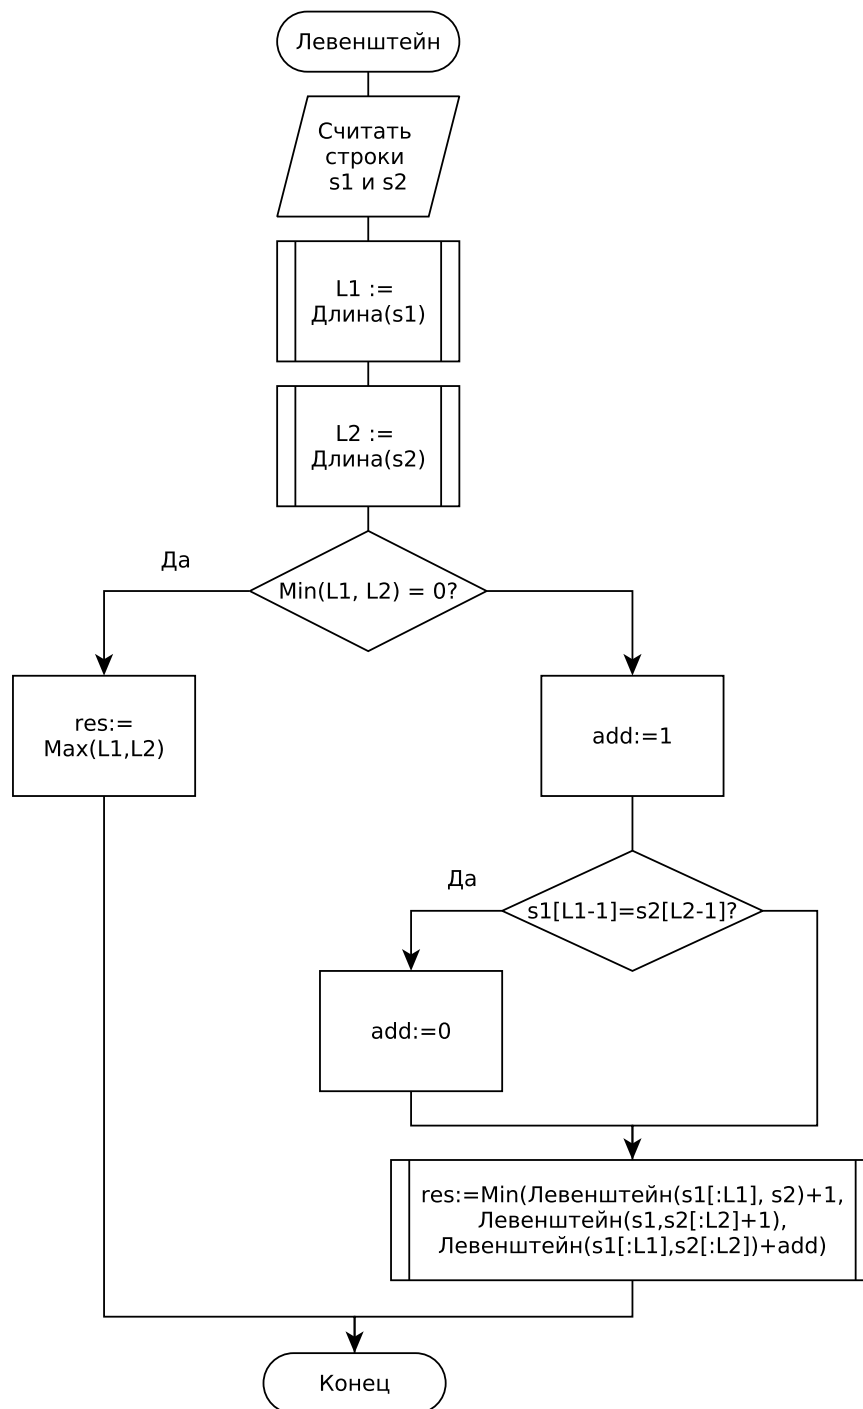 Левенштейн
Считать
строки
s1 и s2
L1 :=
Длина(s1)
L2 :=
Длина(s2)
Да
Min(L1, L2) = 0?
res:=
Max(L1,L2)
add:=1
Да
s1[L1-1]=s2[L2-1]?
add:=0
res:=Min(Левенштейн(s1[:L1], s2)+1,
Левенштейн(s1,s2[:L2]+1),
Левенштейн(s1[:L1],s2[:L2])+add)
Конец